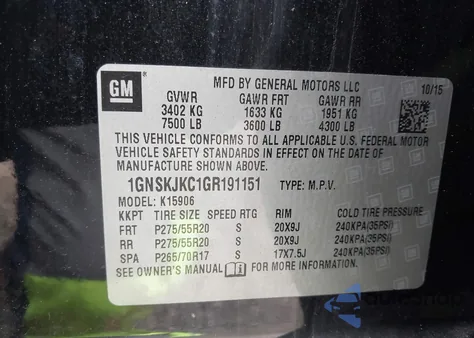 GM
MFD BY GENERAL MOTORS LLC 10/15
GVWR GAWR FRT GAWR RR
3402 KG 1633 KG 1951 KG
7500 LB 3600 LB 4300 LB
THIS VEHICLE CONFORMS TO ALL APPLICABLE U.S. FEDERAL MOTOR
VEHICLE SAFETY STANDARDS IN EFFECT ON THE DATE OF
MANUFACTURE SHOWN ABOVE.
1GNSKJKC1GR191151 TYPE: M.P.V.
MODEL: K15906
KKPT TIRE SIZE SPEED RTG RIM COLD TIRE PRESSURE
FRT P275/55R20 S 20X9J 240KPA(35PSI)
RR P275/55R20 S 20X9J 240KPA(35PSI)
SPA P265/70R17 S 17X7.5J 240KPA(35PSI)
SEE OWNER'S MANUAL FOR MORE INFORMATION.